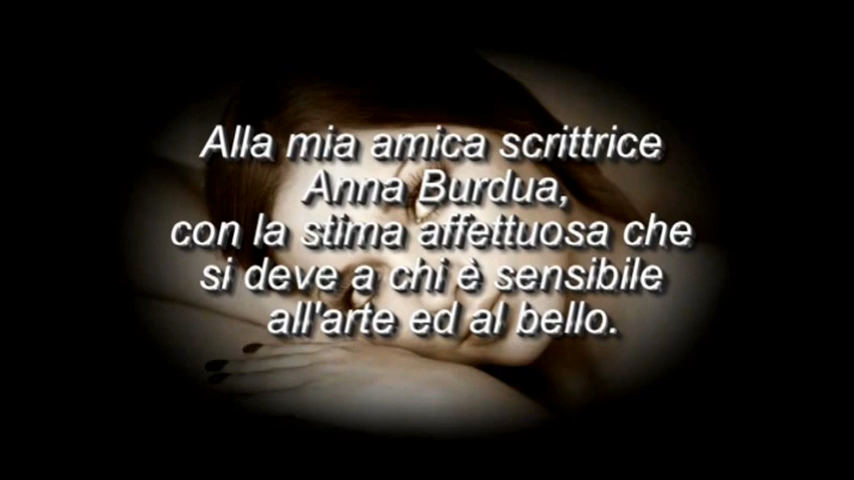 Alla mia amica scrittrice
Anna Burdua,
con la stima affettuosa che
si deve a chi è sensibile
all'arte ed al bello.